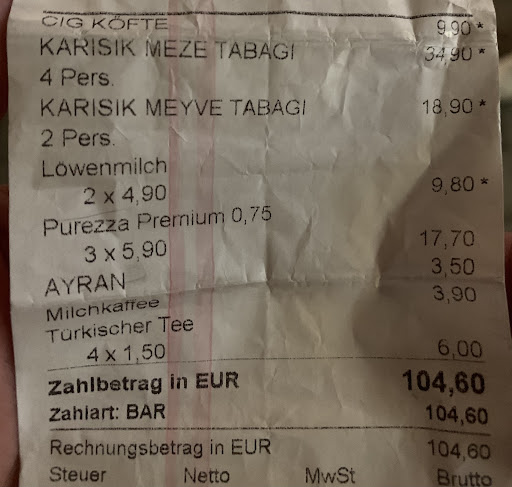 CIG KÖFTE 9,90 *
KARISIK MEZE TABAGI 34,90 *
4 Pers.
KARISIK MEYVE TABAGI 18,90 *
2 Pers.
Löwenmilch
2 x 4,90 9,80 *
Purezza Premium 0,75
3 x 5,90 17,70
AYRAN 3,50
Milchkaffee 3,90
Türkischer Tee
4 x 1,50 6,00
Zahlbetrag in EUR 104,60
Zahlart: BAR 104,60
Rechnungsbetrag in EUR 104,60
Steuer Netto MwSt Brutto